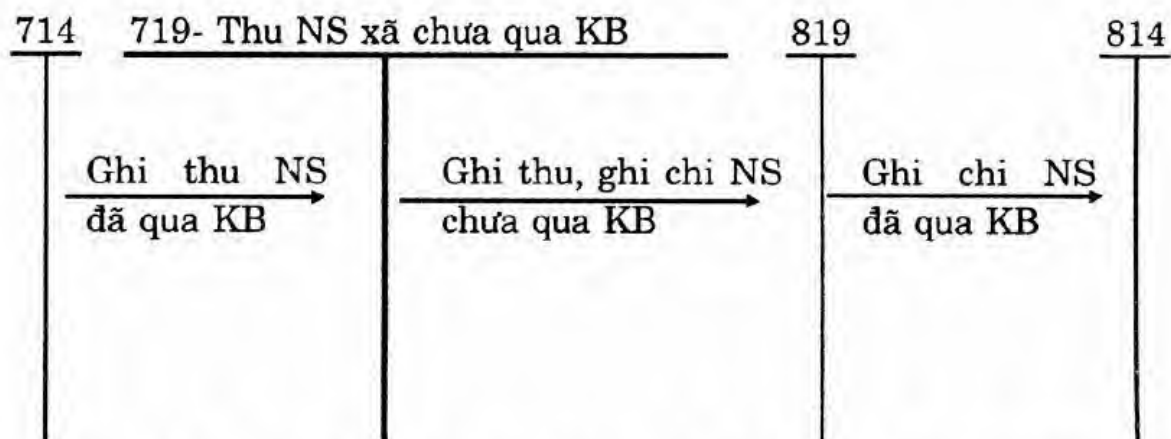 714 719- Thu NS xã chưa qua KB 819 814
Ghi thu NS
đã qua KB
Ghi thu, ghi chi NS
chưa qua KB
Ghi chi NS
đã qua KB